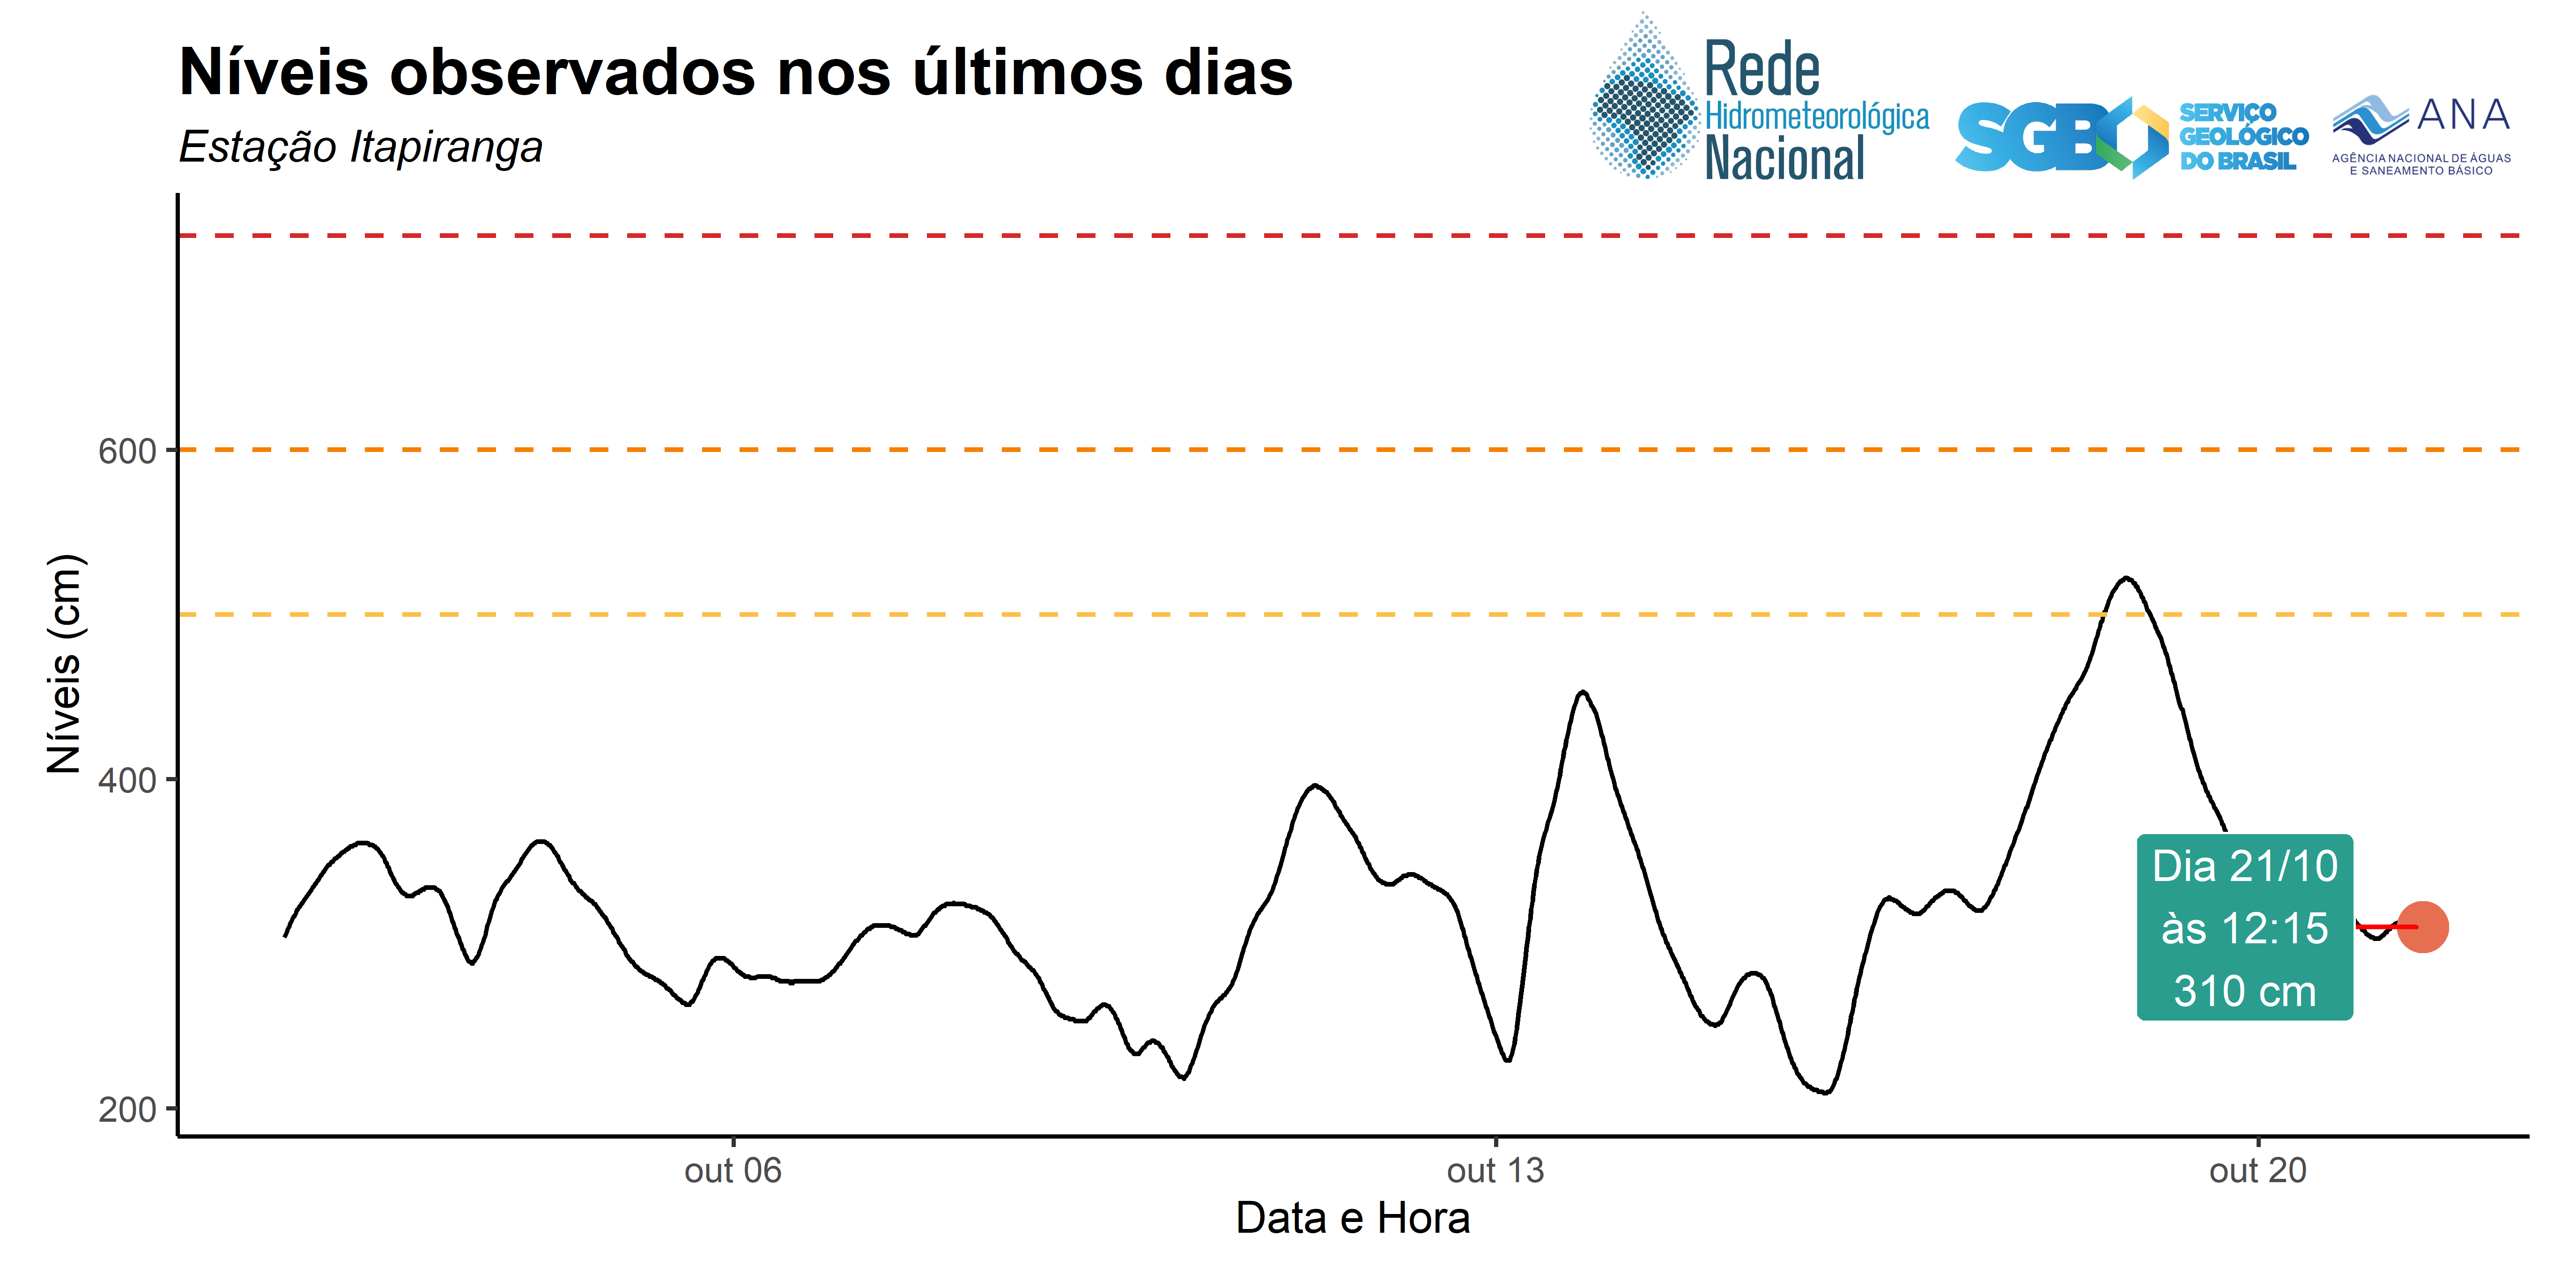 Níveis observados nos últimos dias
Estação Itapiranga
Rede
Hidrometeorológica
Nacional
SGB
SERVIÇO
GEOLÓGICO
DO BRASIL
ANA
AGÊNCIA NACIONAL DE ÁGUAS
E SANEAMENTO BÁSICO
Níveis (cm)
600
400
200
Dia 21/10
às 12:15
310 cm
out 06
out 13
out 20
Data e Hora